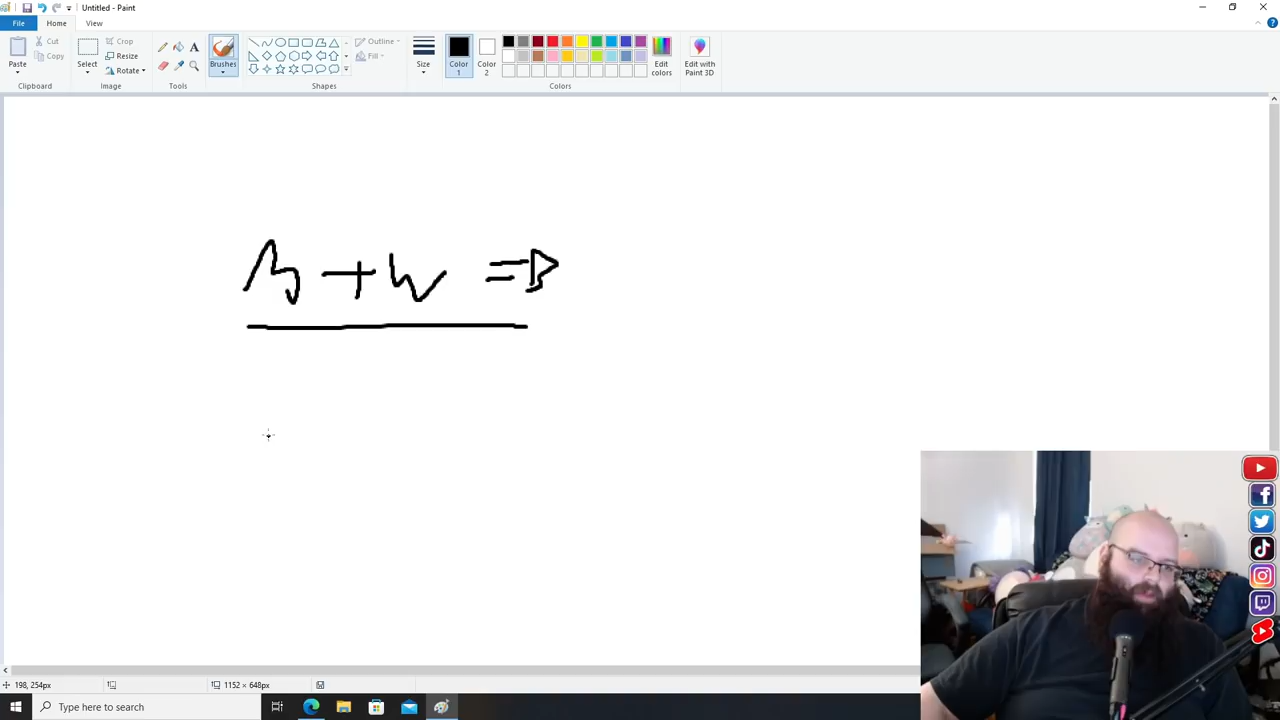 Untitled - Paint
File Home View
Paste
Cut
Copy
Clipboard
Select
Crop
Resize
Rotate
Image
Tools
Brushes
Shapes
Outline
Fill
Size
Color 1
Color 2
Edit colors
Colors
Edit with Paint 3D
+ W =
198, 254px
1152 × 648px
Type here to search